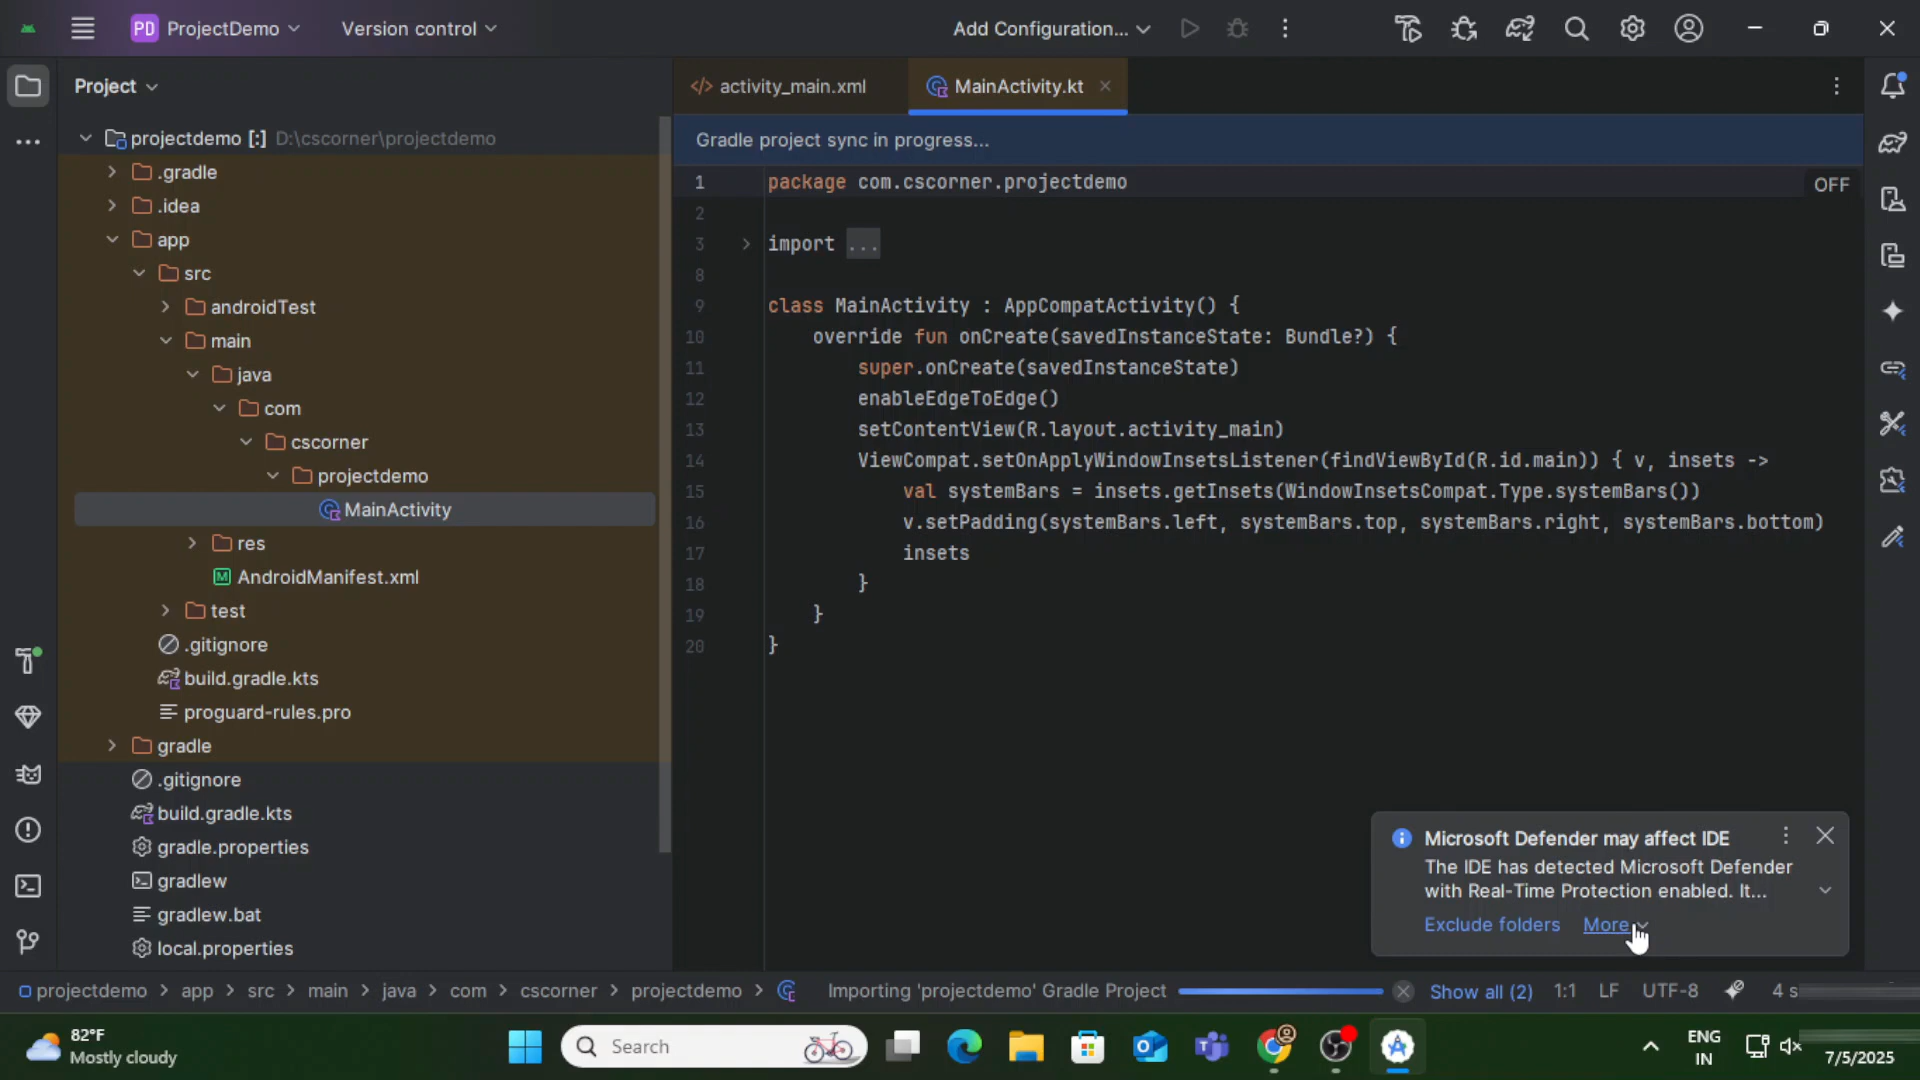 PD ProjectDemo Version control Add Configuration...
Project
activity_main.xml MainActivity.kt
projectdemo [:] D:\cscorner\projectdemo
.gradle
.idea
app
src
androidTest
main
java
com
cscorner
projectdemo
MainActivity
res
AndroidManifest.xml
test
.gitignore
build.gradle.kts
proguard-rules.pro
gradle
.gitignore
build.gradle.kts
gradle.properties
gradlew
gradlew.bat
local.properties
Gradle project sync in progress...
OFF
1 package com.cscorner.projectdemo
2
3 import ...
8
9 class MainActivity : AppCompatActivity() {
10 override fun onCreate(savedInstanceState: Bundle?) {
11 super.onCreate(savedInstanceState)
12 enableEdgeToEdge()
13 setContentView(R.layout.activity_main)
14 ViewCompat.setOnApplyWindowInsetsListener(findViewById(R.id.main)) { v, insets ->
15 val systemBars = insets.getInsets(WindowInsetsCompat.Type.systemBars())
16 v.setPadding(systemBars.left, systemBars.top, systemBars.right, systemBars.bottom)
17 insets
18 }
19 }
20 }
Microsoft Defender may affect IDE
The IDE has detected Microsoft Defender
with Real-Time Protection enabled. It...
Exclude folders More
projectdemo > app > src > main > java > com > cscorner > projectdemo > Importing 'projectdemo' Gradle Project Show all (2) 1:1 LF UTF-8 4 s
82°F
Mostly cloudy
Search
ENG
IN
7/5/2025